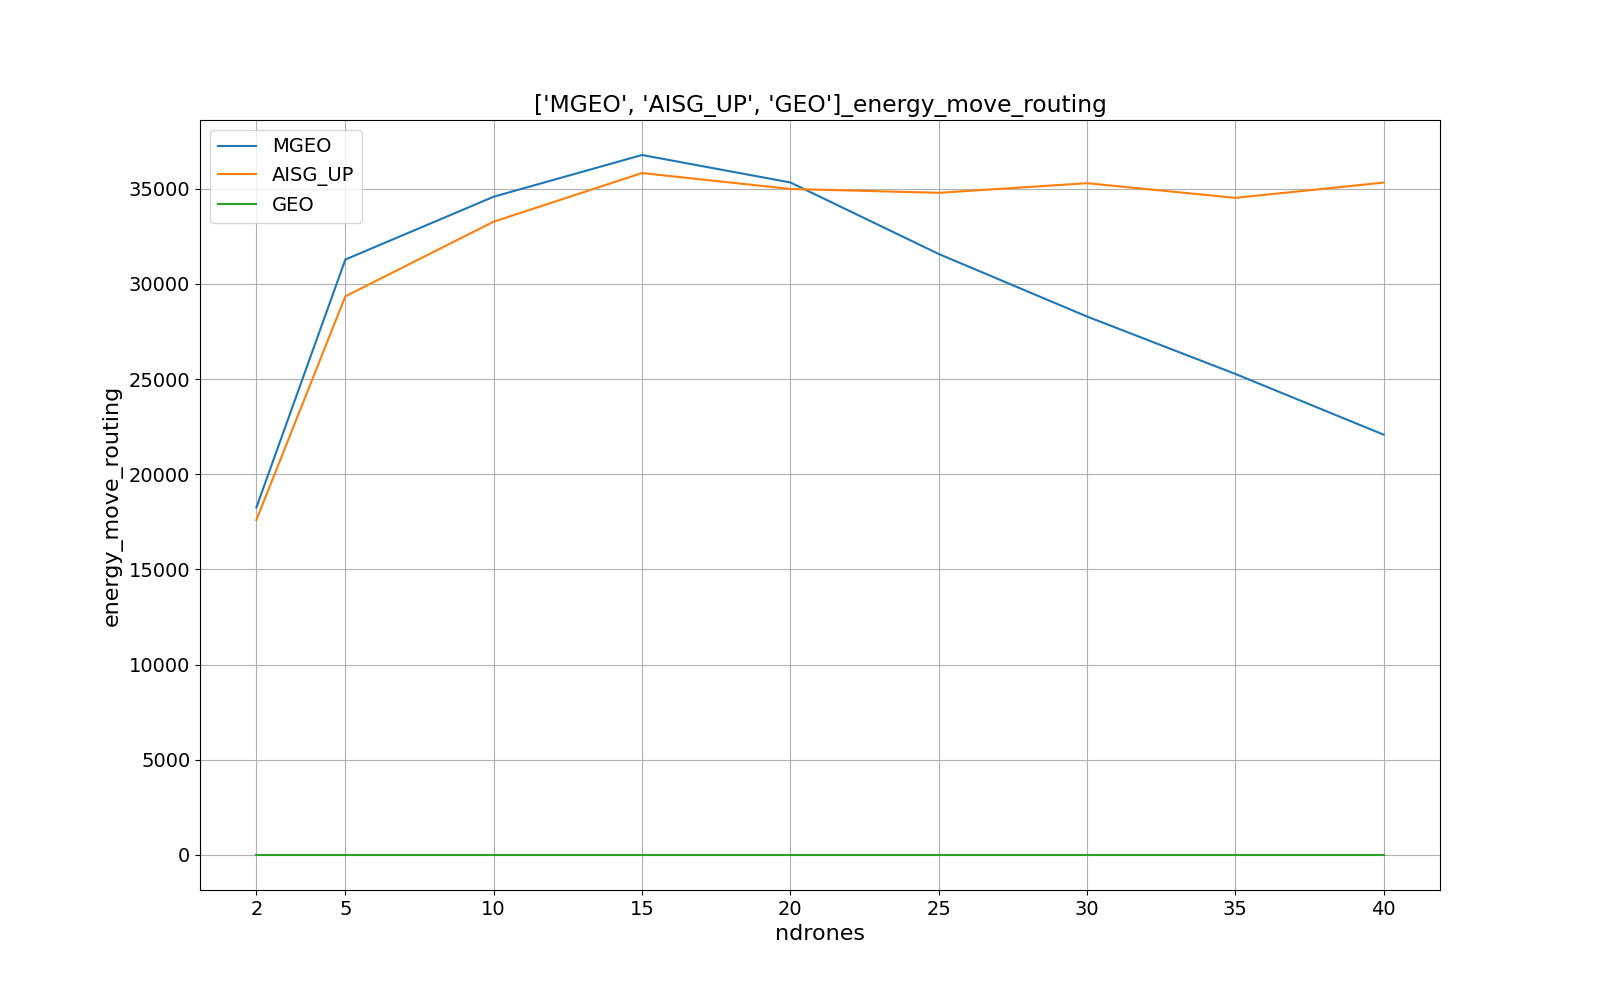 ['MGEO', 'AISG_UP', 'GEO']_energy_move_routing
MGEO
AISG_UP
GEO
energy_move_routing
35000
30000
25000
20000
15000
10000
5000
0
2 5 10 15 20 25 30 35 40
ndrones